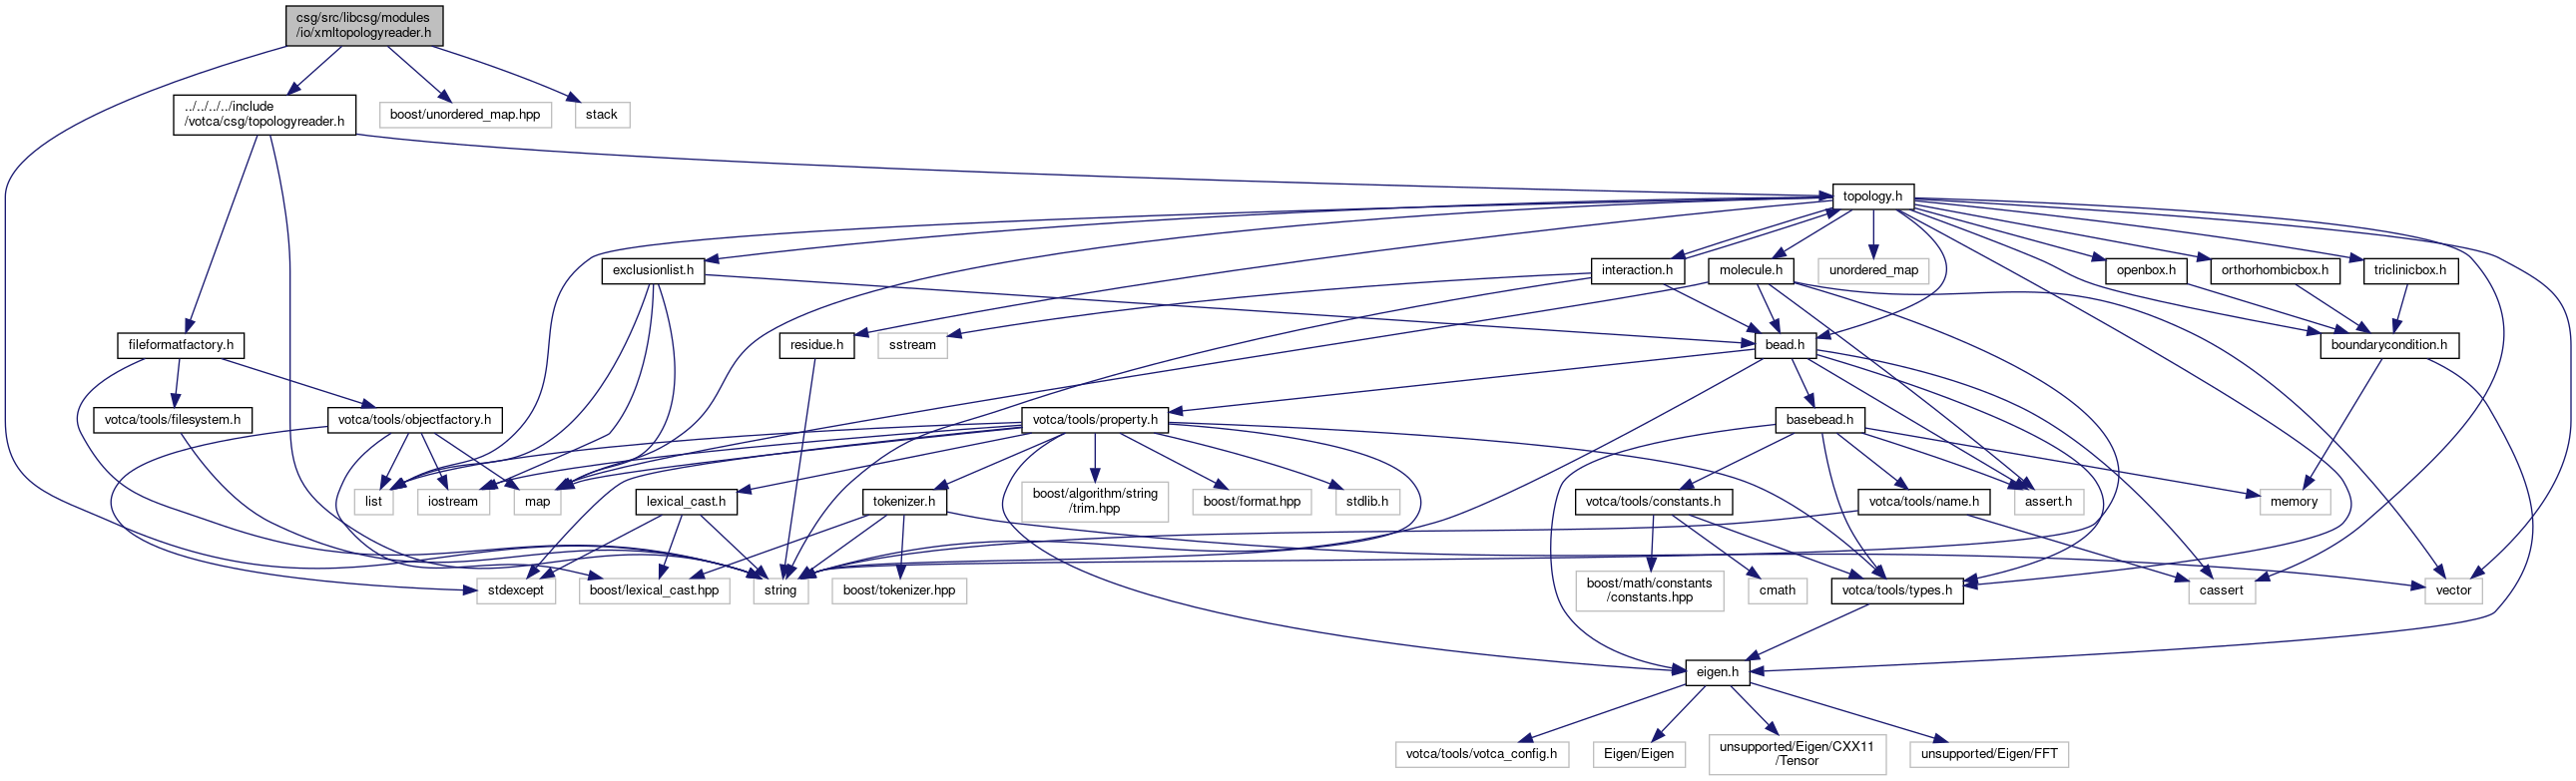 csg/src/libcsg/modules
/io/xmltopologyreader.h
../../../../include
/votca/csg/topologyreader.h
boost/unordered_map.hpp
stack
topology.h
exclusionlist.h
interaction.h
molecule.h
unordered_map
openbox.h
orthorhombicbox.h
triclinicbox.h
fileformatfactory.h
residue.h
sstream
bead.h
boundarycondition.h
votca/tools/filesystem.h
votca/tools/objectfactory.h
votca/tools/property.h
basebead.h
list
iostream
map
lexical_cast.h
tokenizer.h
boost/algorithm/string
/trim.hpp
boost/format.hpp
stdlib.h
votca/tools/constants.h
votca/tools/name.h
assert.h
memory
stdexcept
boost/lexical_cast.hpp
string
boost/tokenizer.hpp
boost/math/constants
/constants.hpp
cmath
votca/tools/types.h
cassert
vector
eigen.h
votca/tools/votca_config.h
Eigen/Eigen
unsupported/Eigen/CXX11
/Tensor
unsupported/Eigen/FFT